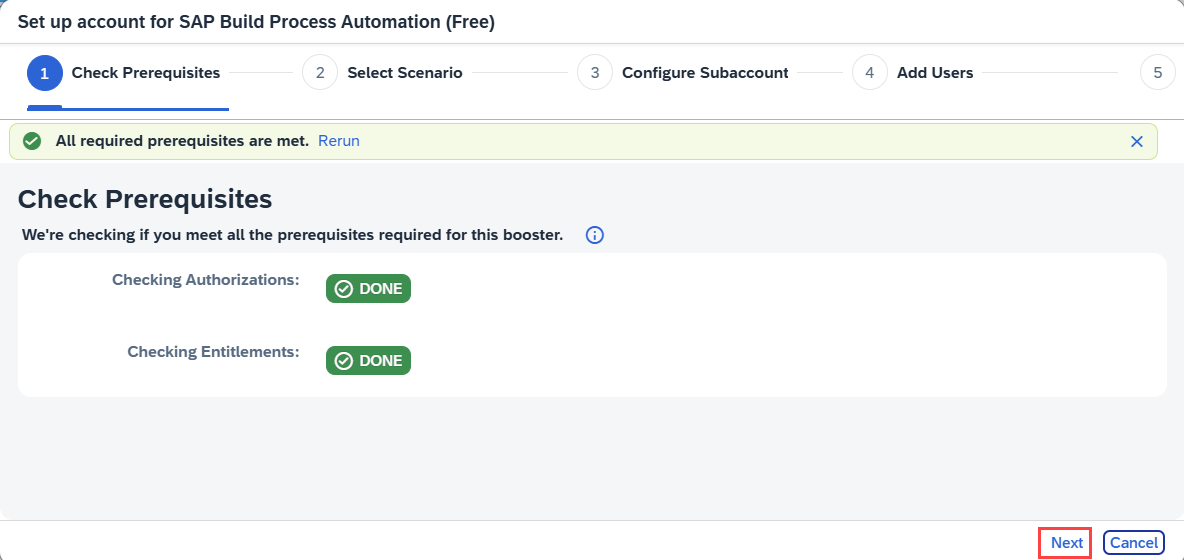 Set up account for SAP Build Process Automation (Free)
1 Check Prerequisites 2 Select Scenario 3 Configure Subaccount 4 Add Users 5
All required prerequisites are met. Rerun
Check Prerequisites
We're checking if you meet all the prerequisites required for this booster.
Checking Authorizations: DONE
Checking Entitlements: DONE
Next Cancel